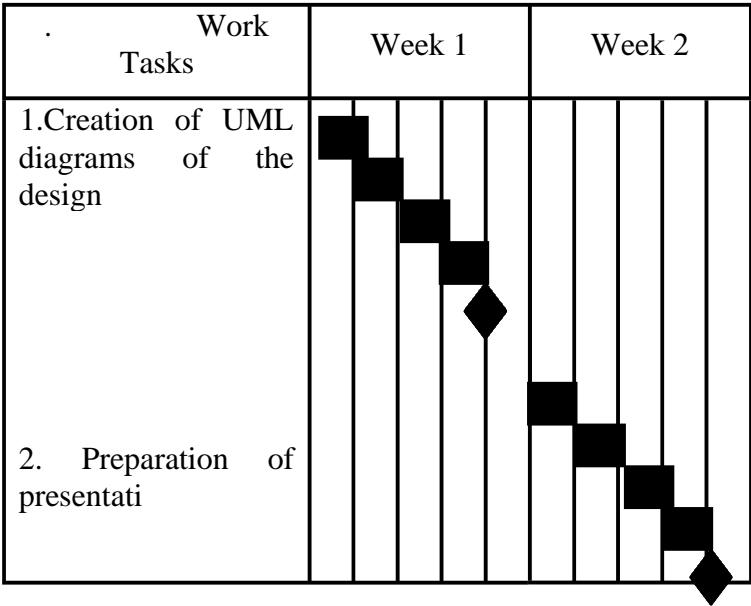 . Work
Tasks
Week 1
Week 2
1.Creation of UML
diagrams of the
design
2. Preparation of
presentati